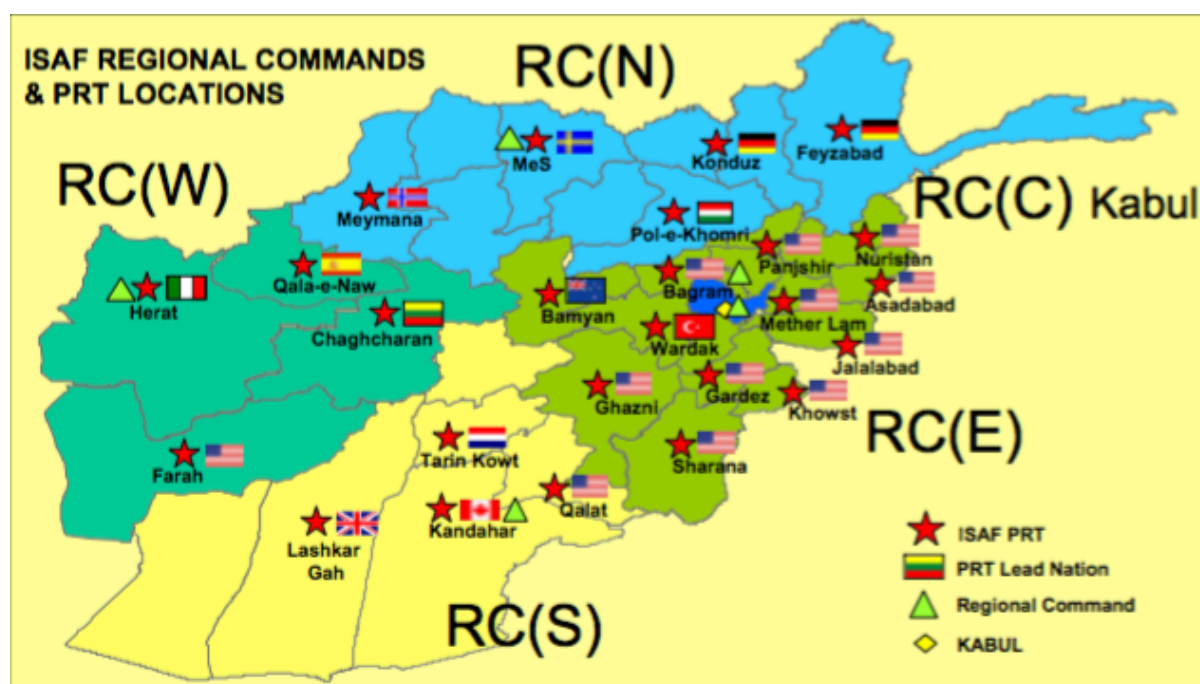 ISAF REGIONAL COMMANDS
& PRT LOCATIONS
RC(N)
RC(W)
RC(C) Kabul
RC(E)
RC(S)
MeS
Konduz
Feyzabad
Meymana
Pol-e-Khomri
Panjshir
Nuristan
Qala-e-Naw
Herat
Bagram
Asadabad
Bamyan
Mether Lam
Chaghcharan
Wardak
Jalalabad
Ghazni
Gardez
Khowst
Farah
Tarin Kowt
Sharana
Qalat
Kandahar
Lashkar
Gah
ISAF PRT
PRT Lead Nation
Regional Command
KABUL